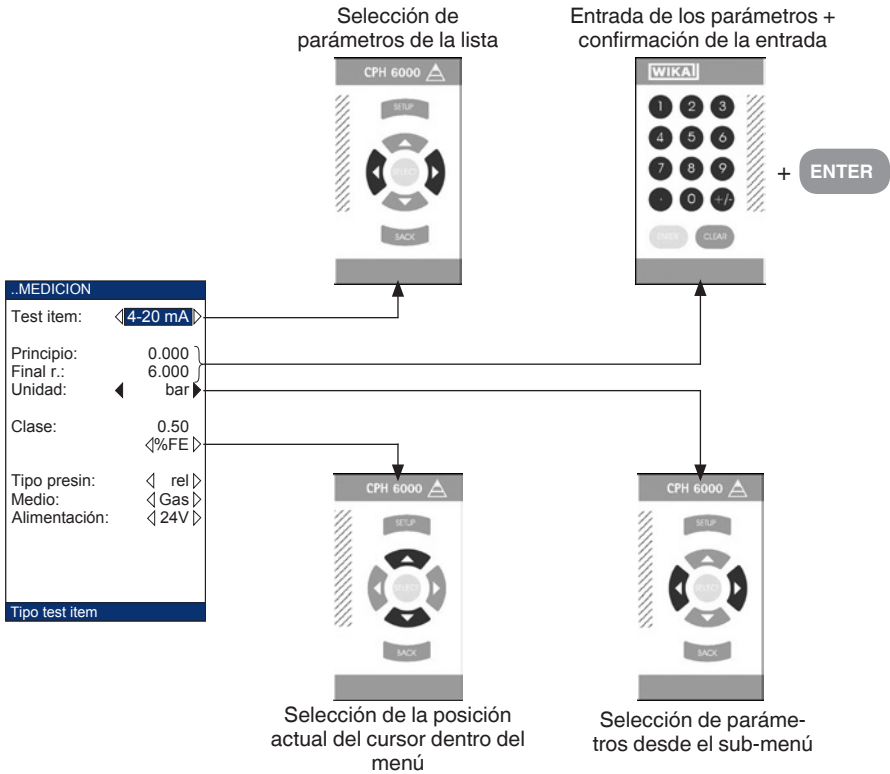 Selección de
parámetros de la lista
Entrada de los parámetros +
confirmación de la entrada
CPH 6000
SETUP
SELECT
BACK
WIKA
1 2 3
4 5 6
7 8 9
· 0 +/-
ENTER CLEAR
+ ENTER
..MEDICION
Test item: 4-20 mA
Principio: 0.000
Final r.: 6.000
Unidad: bar
Clase: 0.50
%FE
Tipo presin: rel
Medio: Gas
Alimentación: 24V
Tipo test item
CPH 6000
SETUP
SELECT
BACK
Selección de la posición
actual del cursor dentro del
menú
CPH 6000
SETUP
SELECT
BACK
Selección de paráme-
tros desde el sub-menú